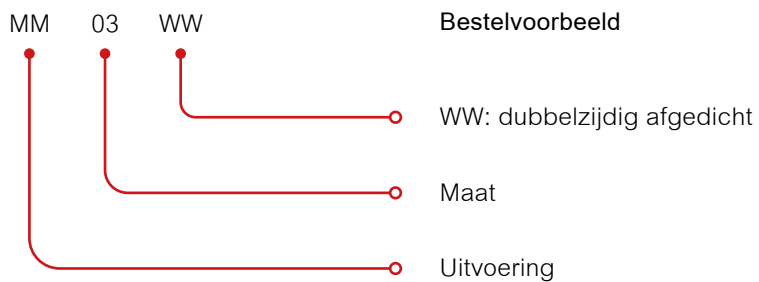 MM 03 WW Bestelvoorbeeld
WW: dubbelzijdig afgedicht
Maat
Uitvoering